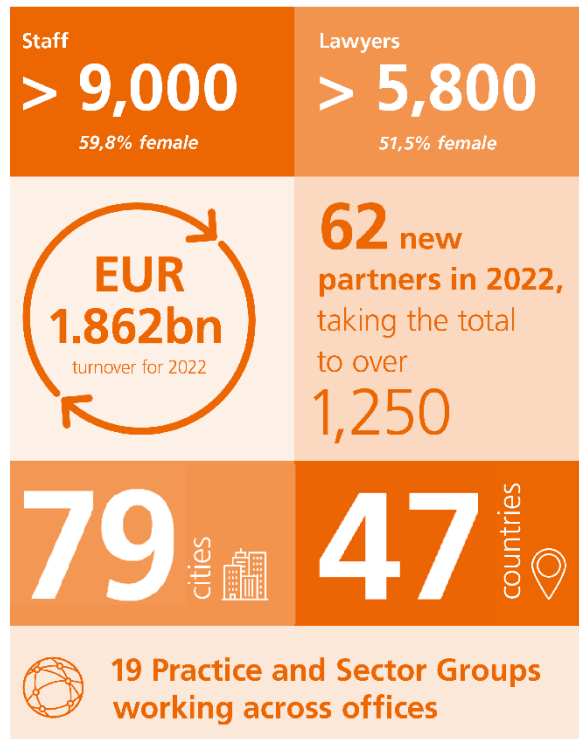 Staff
> 9,000
59,8% female
Lawyers
> 5,800
51,5% female
EUR
1.862bn
turnover for 2022
62 new
partners in 2022,
taking the total
to over
1,250
79
cities
47
countries
19 Practice and Sector Groups
working across offices